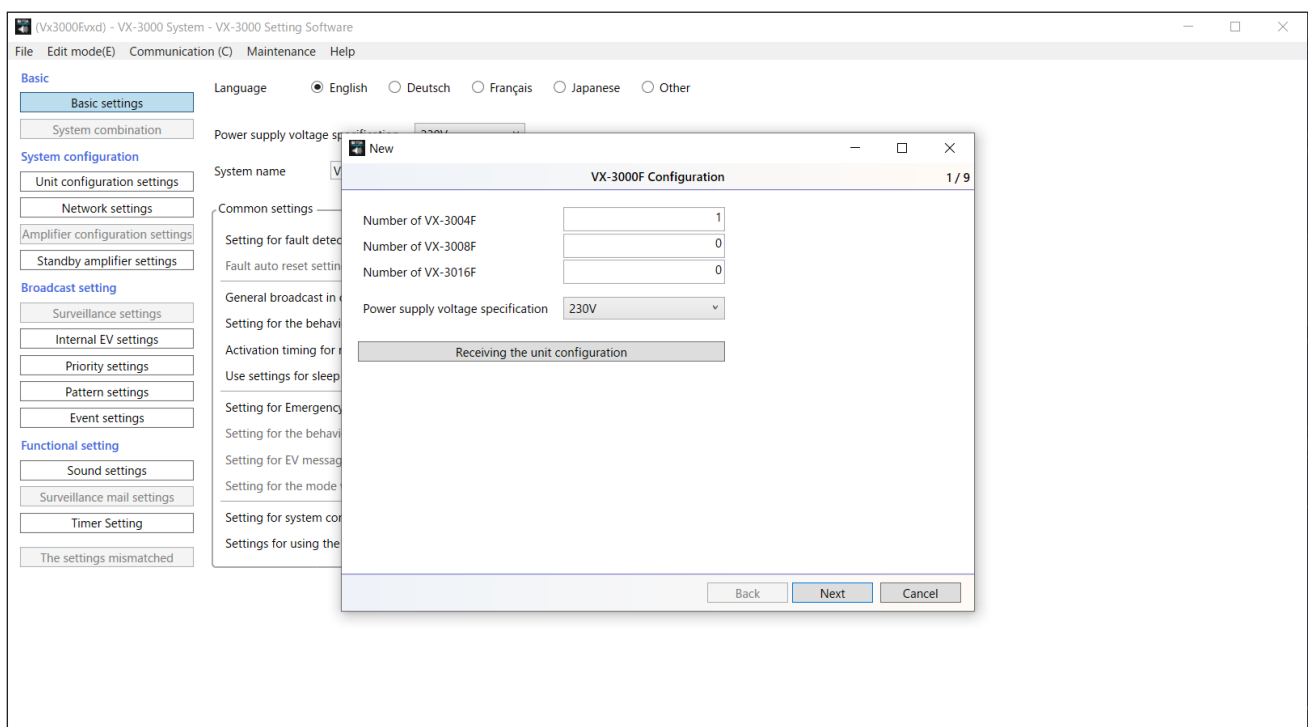 (Vx3000F.vxd) - VX-3000 System - VX-3000 Setting Software
File Edit mode(E) Communication (C) Maintenance Help
Basic
Basic settings
System combination
System configuration
Unit configuration settings
Network settings
Amplifier configuration settings
Standby amplifier settings
Broadcast setting
Surveillance settings
Internal EV settings
Priority settings
Pattern settings
Event settings
Functional setting
Sound settings
Surveillance mail settings
Timer Setting
The settings mismatched
Language English Deutsch Français Japanese Other
Power supply voltage specification 230V
System name V
Common settings
Setting for fault detec
Fault auto reset settin
General broadcast in
Setting for the behavi
Activation timing for
Use settings for sleep
Setting for Emergency
Setting for the behavi
Setting for EV messag
Setting for the mode
Setting for system cor
Settings for using the
New
VX-3000F Configuration 1 / 9
Number of VX-3004F 1
Number of VX-3008F 0
Number of VX-3016F 0
Power supply voltage specification 230V
Receiving the unit configuration
Back Next Cancel